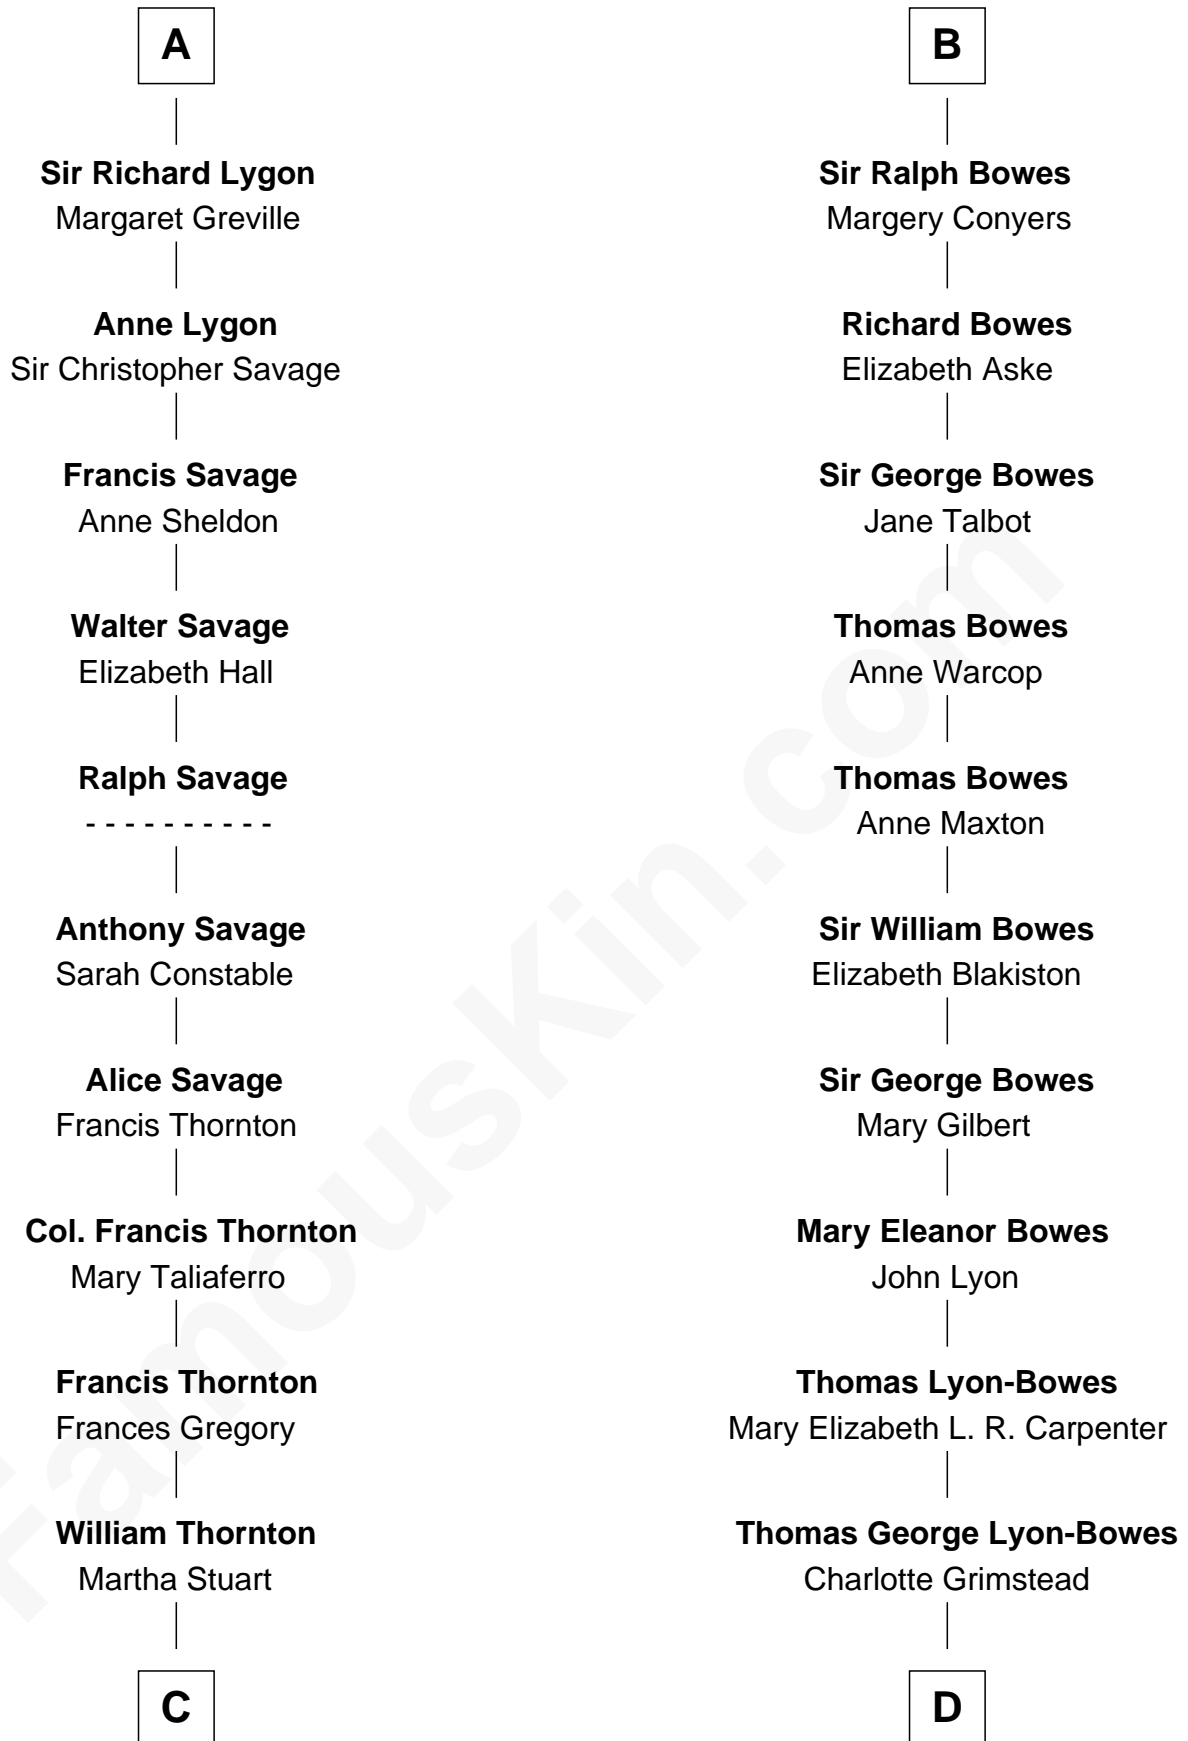 A
Sir Richard Lygon
Margaret Greville
Anne Lygon
Sir Christopher Savage
Francis Savage
Anne Sheldon
Walter Savage
Elizabeth Hall
Ralph Savage
- - - - - - - - - -
Anthony Savage
Sarah Constable
Alice Savage
Francis Thornton
Col. Francis Thornton
Mary Taliaferro
Francis Thornton
Frances Gregory
William Thornton
Martha Stuart
C
B
Sir Ralph Bowes
Margery Conyers
Richard Bowes
Elizabeth Aske
Sir George Bowes
Jane Talbot
Thomas Bowes
Anne Warcop
Thomas Bowes
Anne Maxton
Sir William Bowes
Elizabeth Blakiston
Sir George Bowes
Mary Gilbert
Mary Eleanor Bowes
John Lyon
Thomas Lyon-Bowes
Mary Elizabeth L. R. Carpenter
Thomas George Lyon-Bowes
Charlotte Grimstead
D
FamousKin.com